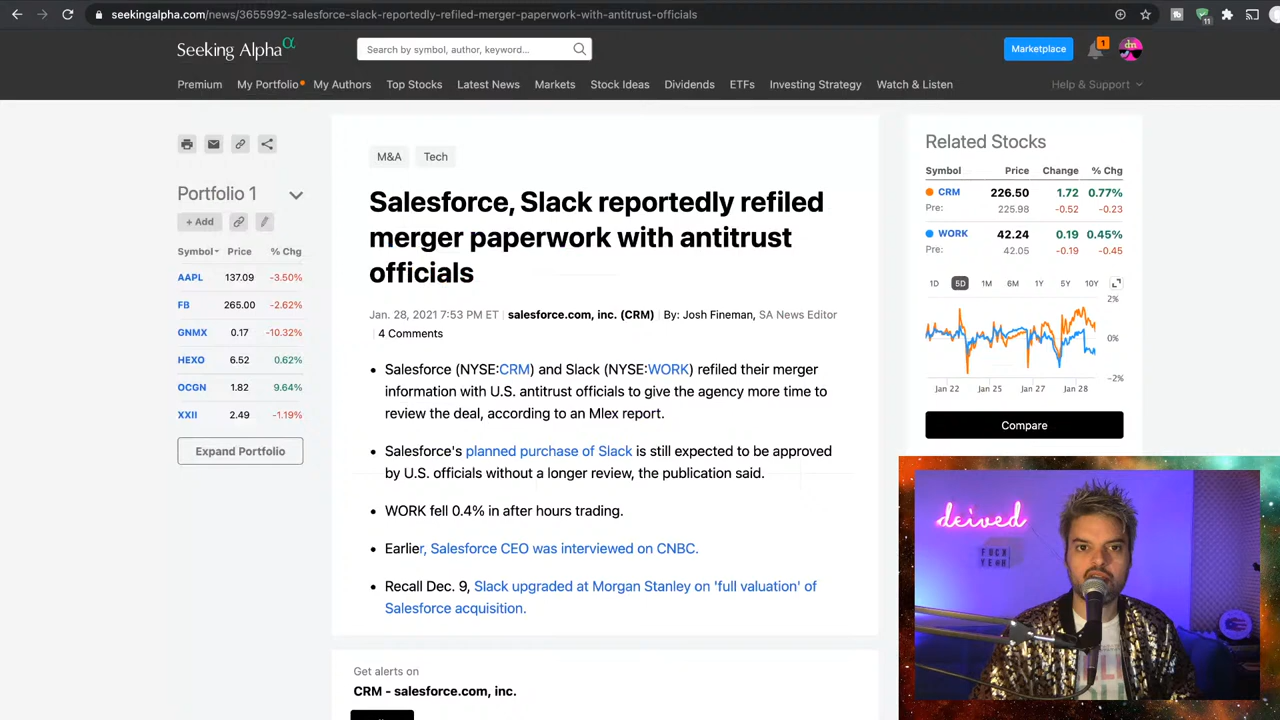 seekingalpha.com/news/3655992-salesforce-slack-reportedly-refiled-merger-paperwork-with-antitrust-officials
11
Seeking Alpha α
Search by symbol, author, keyword...
Marketplace
1
Premium My Portfolio My Authors Top Stocks Latest News Markets Stock Ideas Dividends ETFs Investing Strategy Watch & Listen Help & Support
Portfolio 1
+ Add
Symbol Price % Chg
AAPL 137.09 -3.50%
FB 265.00 -2.62%
GNMX 0.17 -10.32%
HEXO 6.52 0.62%
OCGN 1.82 9.64%
XXII 2.49 -1.19%
Expand Portfolio
M&A Tech
Salesforce, Slack reportedly refiled
merger paperwork with antitrust
officials
Jan. 28, 2021 7:53 PM ET | salesforce.com, inc. (CRM) | By: Josh Fineman, SA News Editor
| 4 Comments
• Salesforce (NYSE:CRM) and Slack (NYSE:WORK) refiled their merger
information with U.S. antitrust officials to give the agency more time to
review the deal, according to an Mlex report.
• Salesforce's planned purchase of Slack is still expected to be approved
by U.S. officials without a longer review, the publication said.
• WORK fell 0.4% in after hours trading.
• Earlier, Salesforce CEO was interviewed on CNBC.
• Recall Dec. 9, Slack upgraded at Morgan Stanley on 'full valuation' of
Salesforce acquisition.
Get alerts on
CRM - salesforce.com, inc.
Related Stocks
Symbol Price Change % Chg
CRM 226.50 1.72 0.77%
Pre: 225.98 -0.52 -0.23
WORK 42.24 0.19 0.45%
Pre: 42.05 -0.19 -0.45
1D 5D 1M 6M 1Y 5Y 10Y
2%
0%
-2%
Jan 22 Jan 25 Jan 27 Jan 28
Compare
deived
FUCK
YEAH